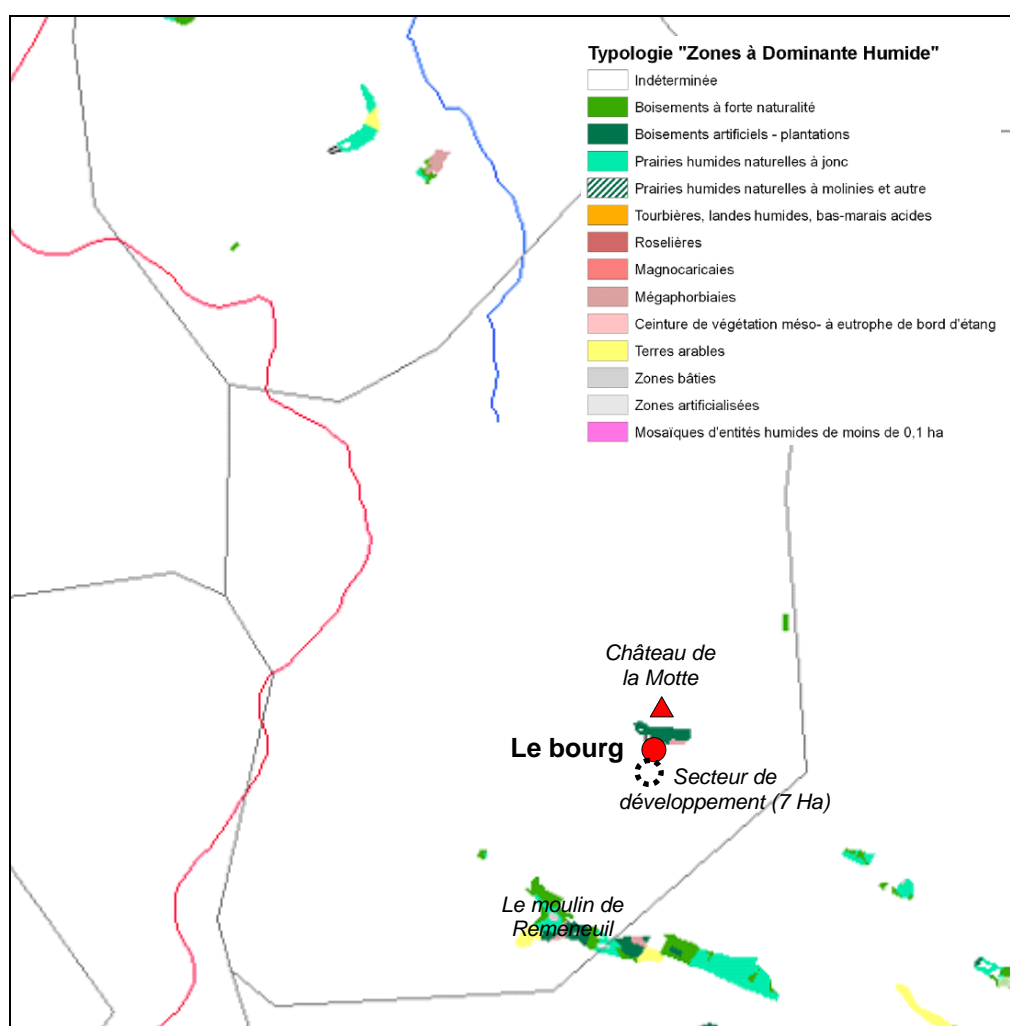 Typologie "Zones à Dominante Humide"
Indéterminée
Boisements à forte naturalité
Boisements artificiels - plantations
Prairies humides naturelles à jonc
Prairies humides naturelles à molinies et autre
Tourbières, landes humides, bas-marais acides
Roselières
Magnocaricaies
Mégaphorbiaies
Ceinture de végétation méso- à eutrophe de bord d'étang
Terres arables
Zones bâties
Zones artificialisées
Mosaïques d'entités humides de moins de 0,1 ha
Château de
la Motte
Le bourg
Secteur de
développement (7 Ha)
Le moulin de
Remeneuil